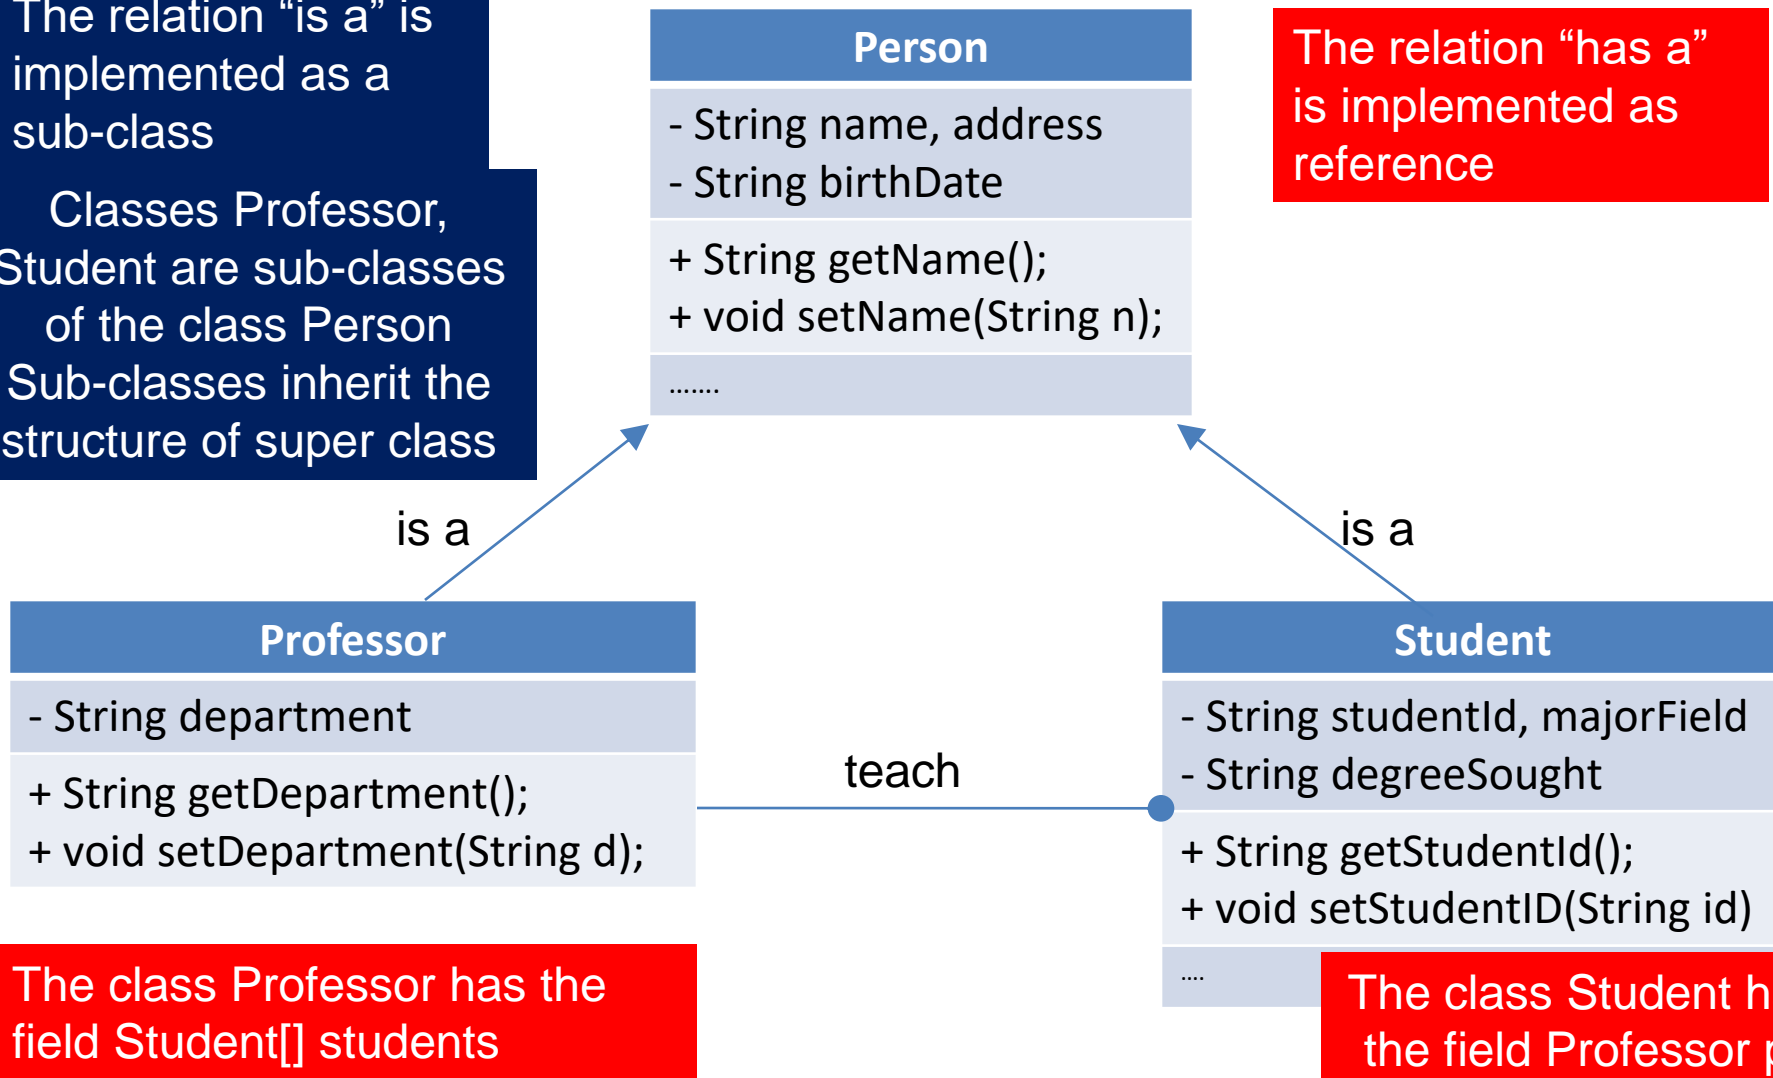 The relation “is a” is
implemented as a
sub-class
Classes Professor,
Student are sub-classes
of the class Person
Sub-classes inherit the
structure of super class
Person
- String name, address
- String birthDate
+ String getName();
+ void setName(String n);
.......
The relation “has a”
is implemented as
reference
is a
is a
Professor
- String department
+ String getDepartment();
+ void setDepartment(String d);
teach
Student
- String studentId, majorField
- String degreeSought
+ String getStudentId();
+ void setStudentID(String id)
....
The class Professor has the
field Student[] students
The class Student
the field Professor